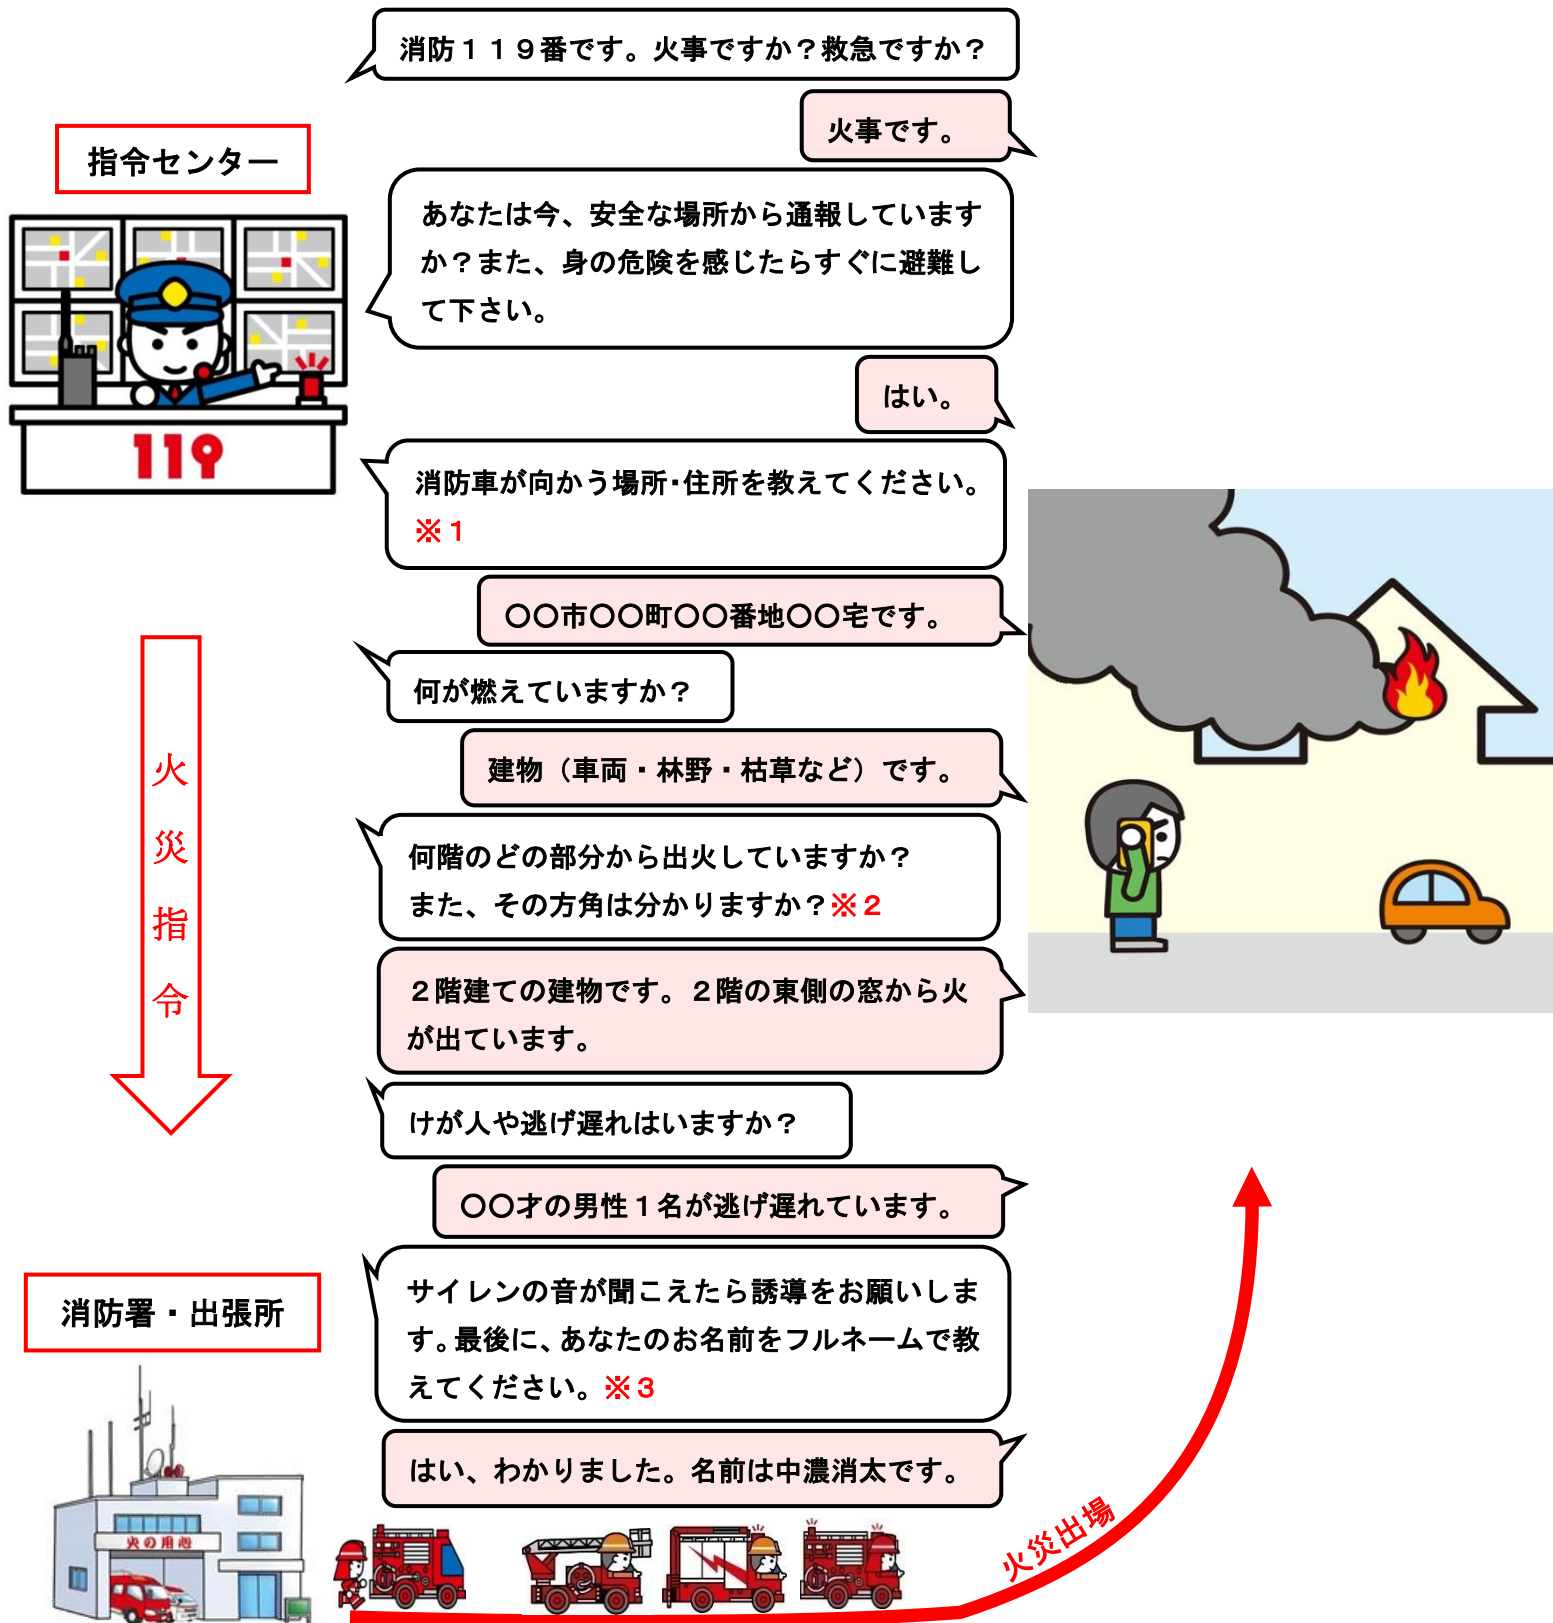 消防１１９番です。火事ですか？救急ですか？
火事です。
指令センター
あなたは今、安全な場所から通報しています
か？また、身の危険を感じたらすぐに避難し
て下さい。
はい。
119
消防車が向かう場所・住所を教えてください。
※１
〇〇市〇〇町〇〇番地〇〇宅です。
何が燃えていますか？
建物（車両・林野・枯草など）です。
火災指令
何階のどの部分から出火していますか？
また、その方角は分かりますか？※２
２階建ての建物です。２階の東側の窓から火
が出ています。
けが人や逃げ遅れはいますか？
〇〇才の男性１名が逃げ遅れています。
消防署・出張所
サイレンの音が聞こえたら誘導をお願いしま
す。最後に、あなたのお名前をフルネームで教
えてください。※３
はい、わかりました。名前は中濃消太です。
火の用心
火災出場